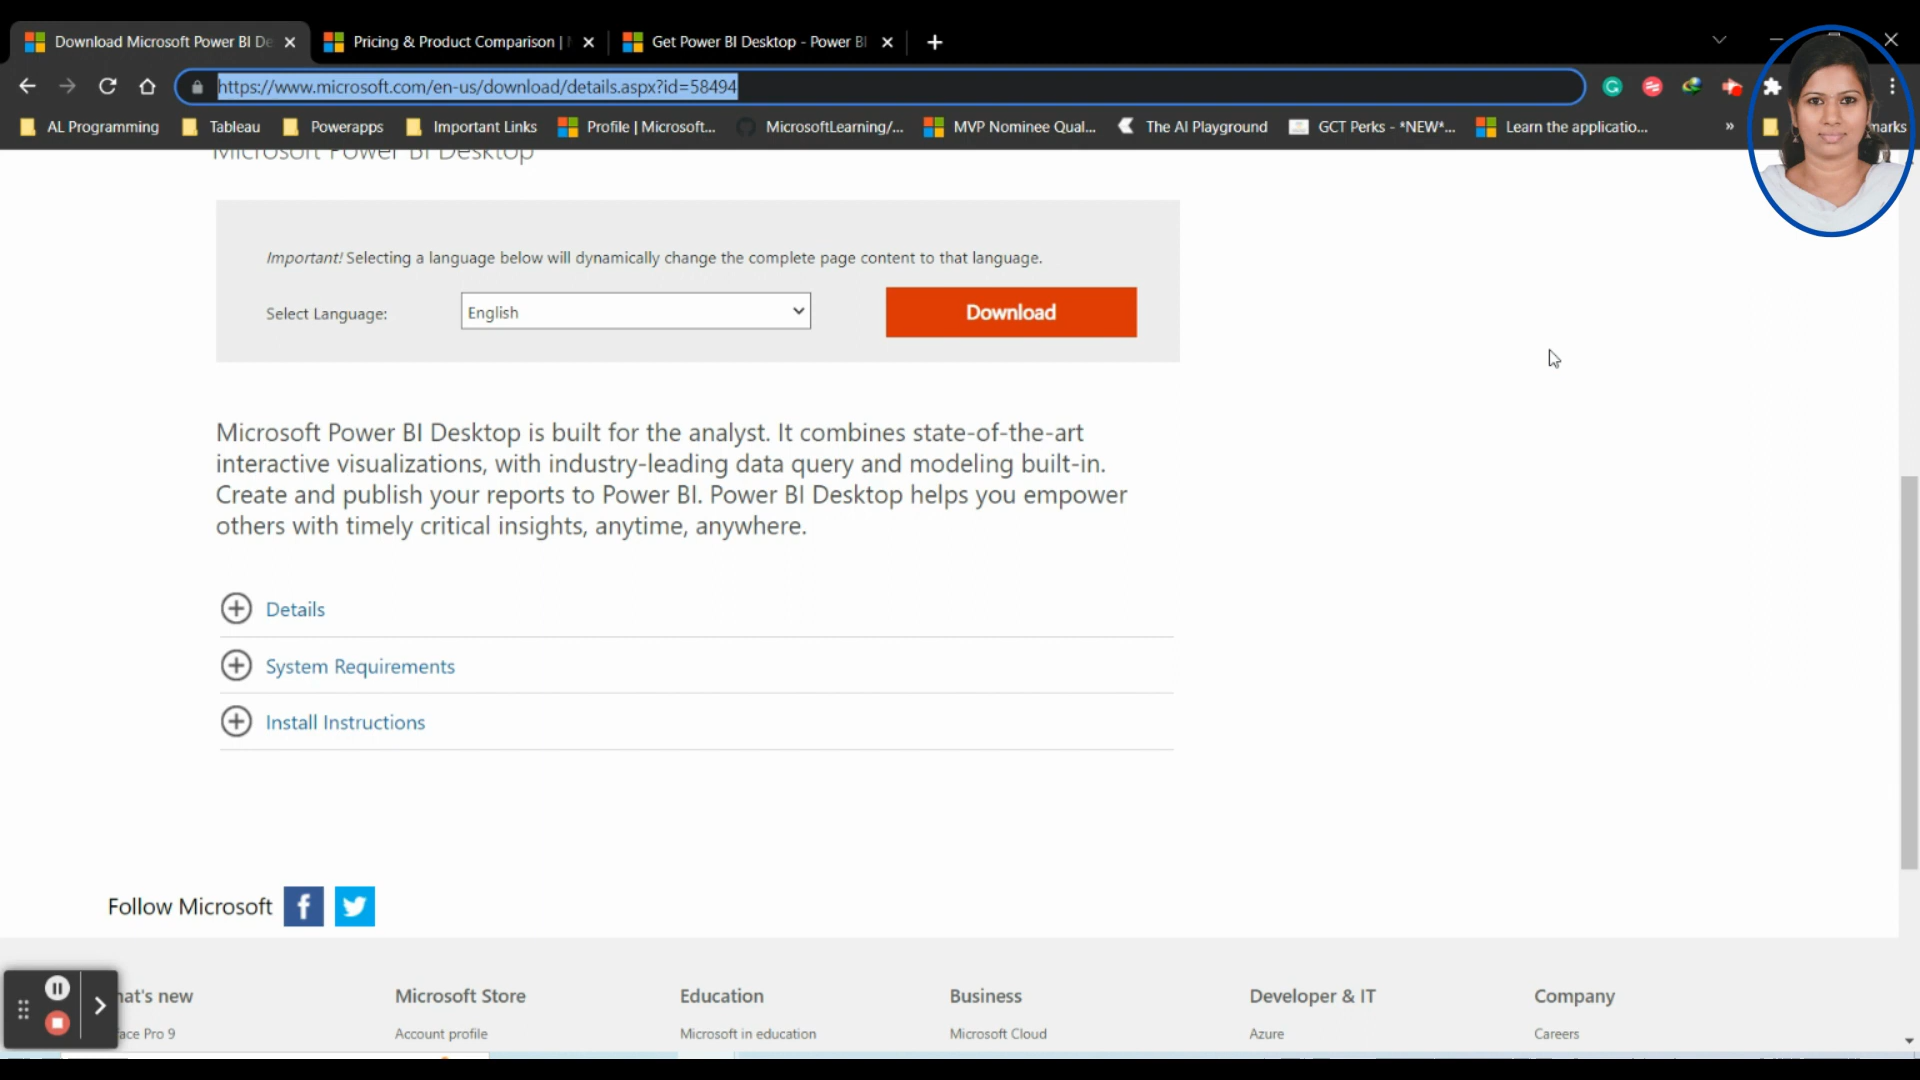 Download Microsoft Power BI De
Pricing & Product Comparison |
Get Power BI Desktop - Power BI
https://www.microsoft.com/en-us/download/details.aspx?id=58494
AL Programming
Tableau
Powerapps
Important Links
Profile | Microsoft...
MicrosoftLearning/...
MVP Nominee Qual...
The AI Playground
GCT Perks - *NEW*...
Learn the applicatio...
»
marks
Microsoft Power BI Desktop
Important! Selecting a language below will dynamically change the complete page content to that language.
Select Language:
English
Download
Microsoft Power BI Desktop is built for the analyst. It combines state-of-the-art
interactive visualizations, with industry-leading data query and modeling built-in.
Create and publish your reports to Power BI. Power BI Desktop helps you empower
others with timely critical insights, anytime, anywhere.
Details
System Requirements
Install Instructions
Follow Microsoft
hat's new
Microsoft Store
Education
Business
Developer & IT
Company
face Pro 9
Account profile
Microsoft in education
Microsoft Cloud
Azure
Careers